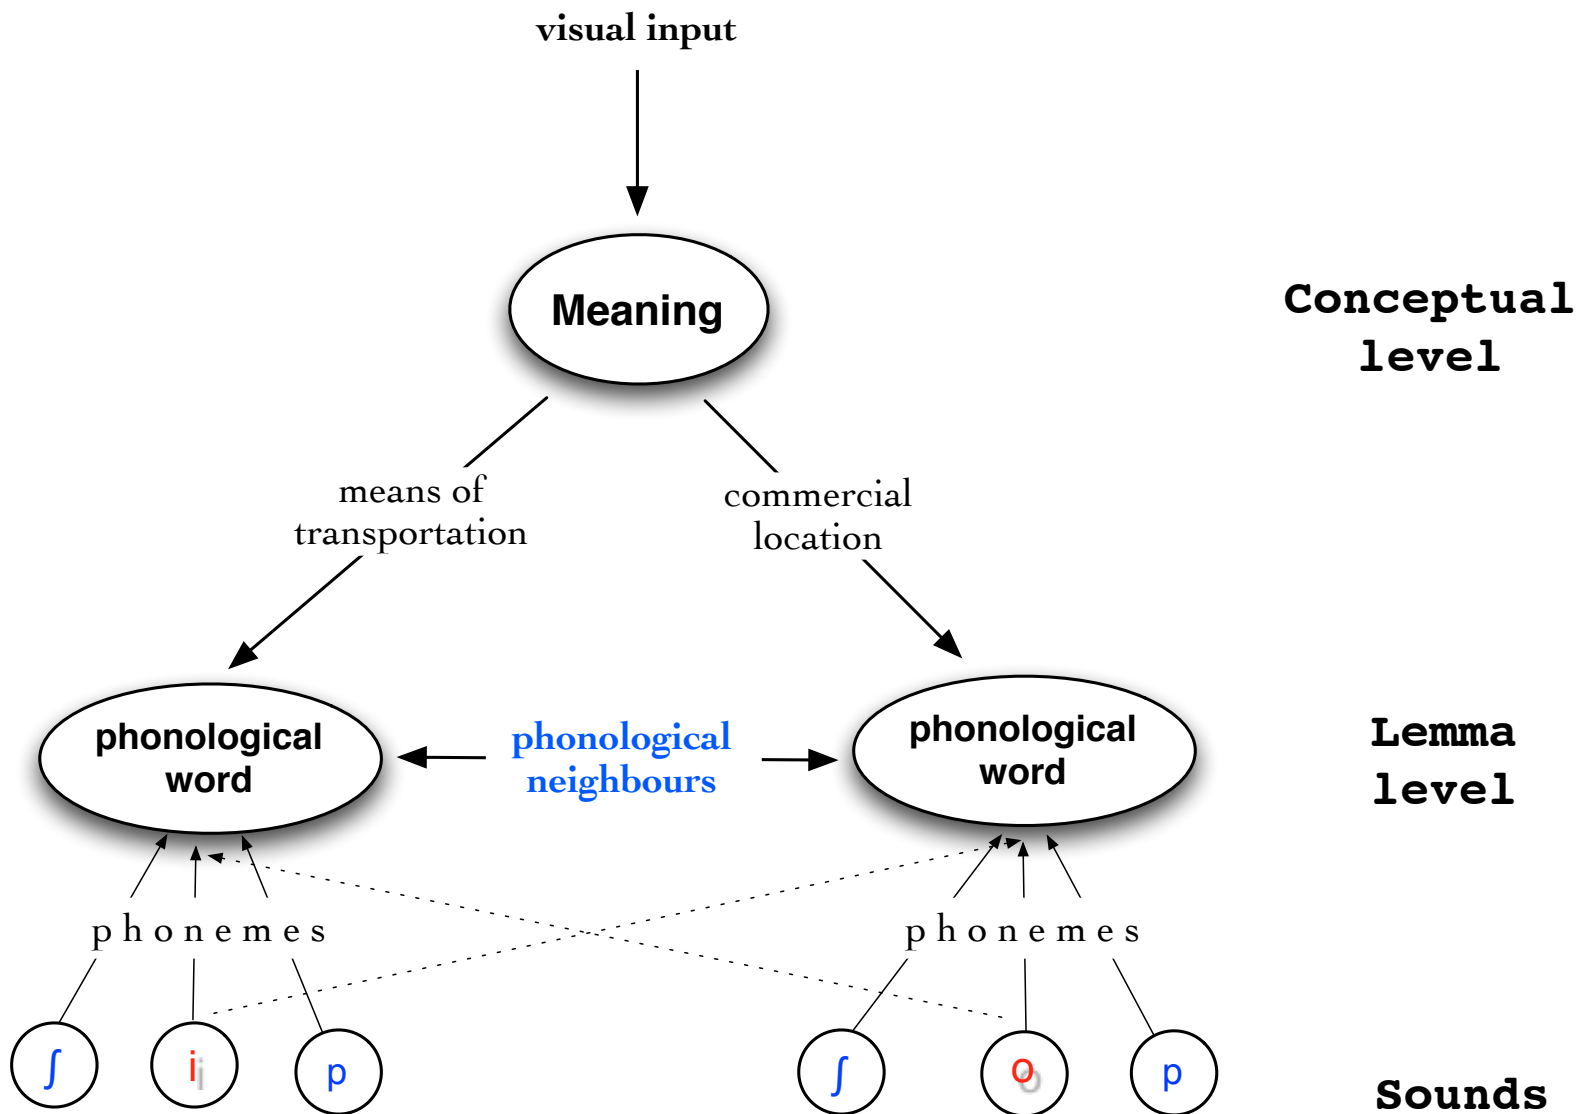 visual input
Meaning
Conceptual
level
means of
transportation
commercial
location
phonological
word
phonological
neighbours
phonological
word
Lemma
level
phonemes
phonemes
ʃ
i
p
ʃ
o
p
Sounds